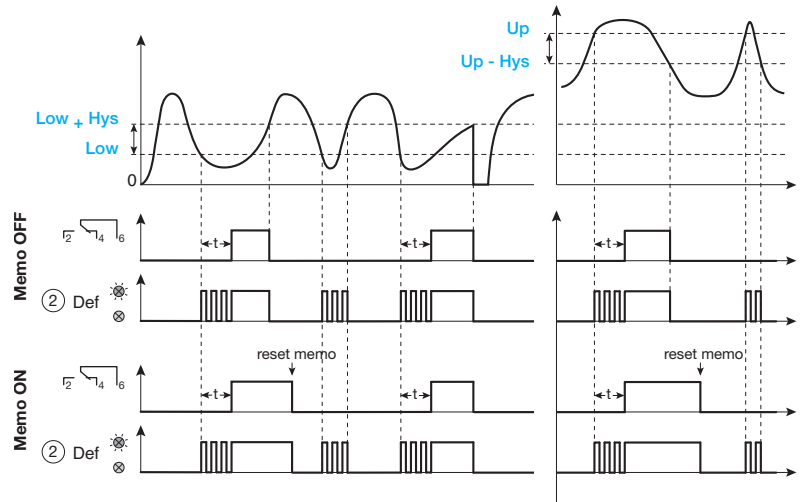 Up
Up - Hys
Low + Hys
Low
0
Memo OFF
2 4 6
t t t
2 Def
Memo ON
reset memo reset memo
2 4 6
t t t
2 Def